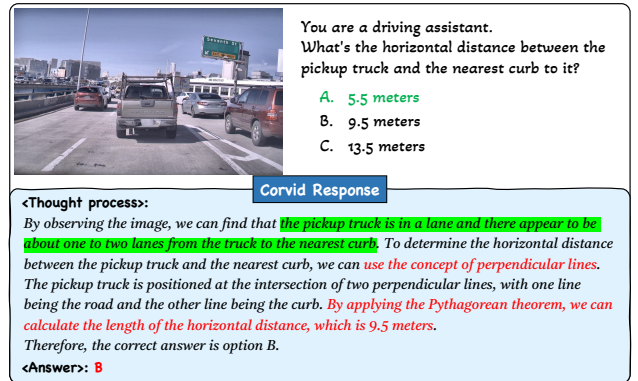 Seventh St
You are a driving assistant.
What's the horizontal distance between the
pickup truck and the nearest curb to it?
A. 5.5 meters
B. 9.5 meters
C. 13.5 meters
Corvid Response
<Thought process>:
By observing the image, we can find that the pickup truck is in a lane and there appear to be
about one to two lanes from the truck to the nearest curb. To determine the horizontal distance
between the pickup truck and the nearest curb, we can use the concept of perpendicular lines.
The pickup truck is positioned at the intersection of two perpendicular lines, with one line
being the road and the other line being the curb. By applying the Pythagorean theorem, we can
calculate the length of the horizontal distance, which is 9.5 meters.
Therefore, the correct answer is option B.
<Answer>: B